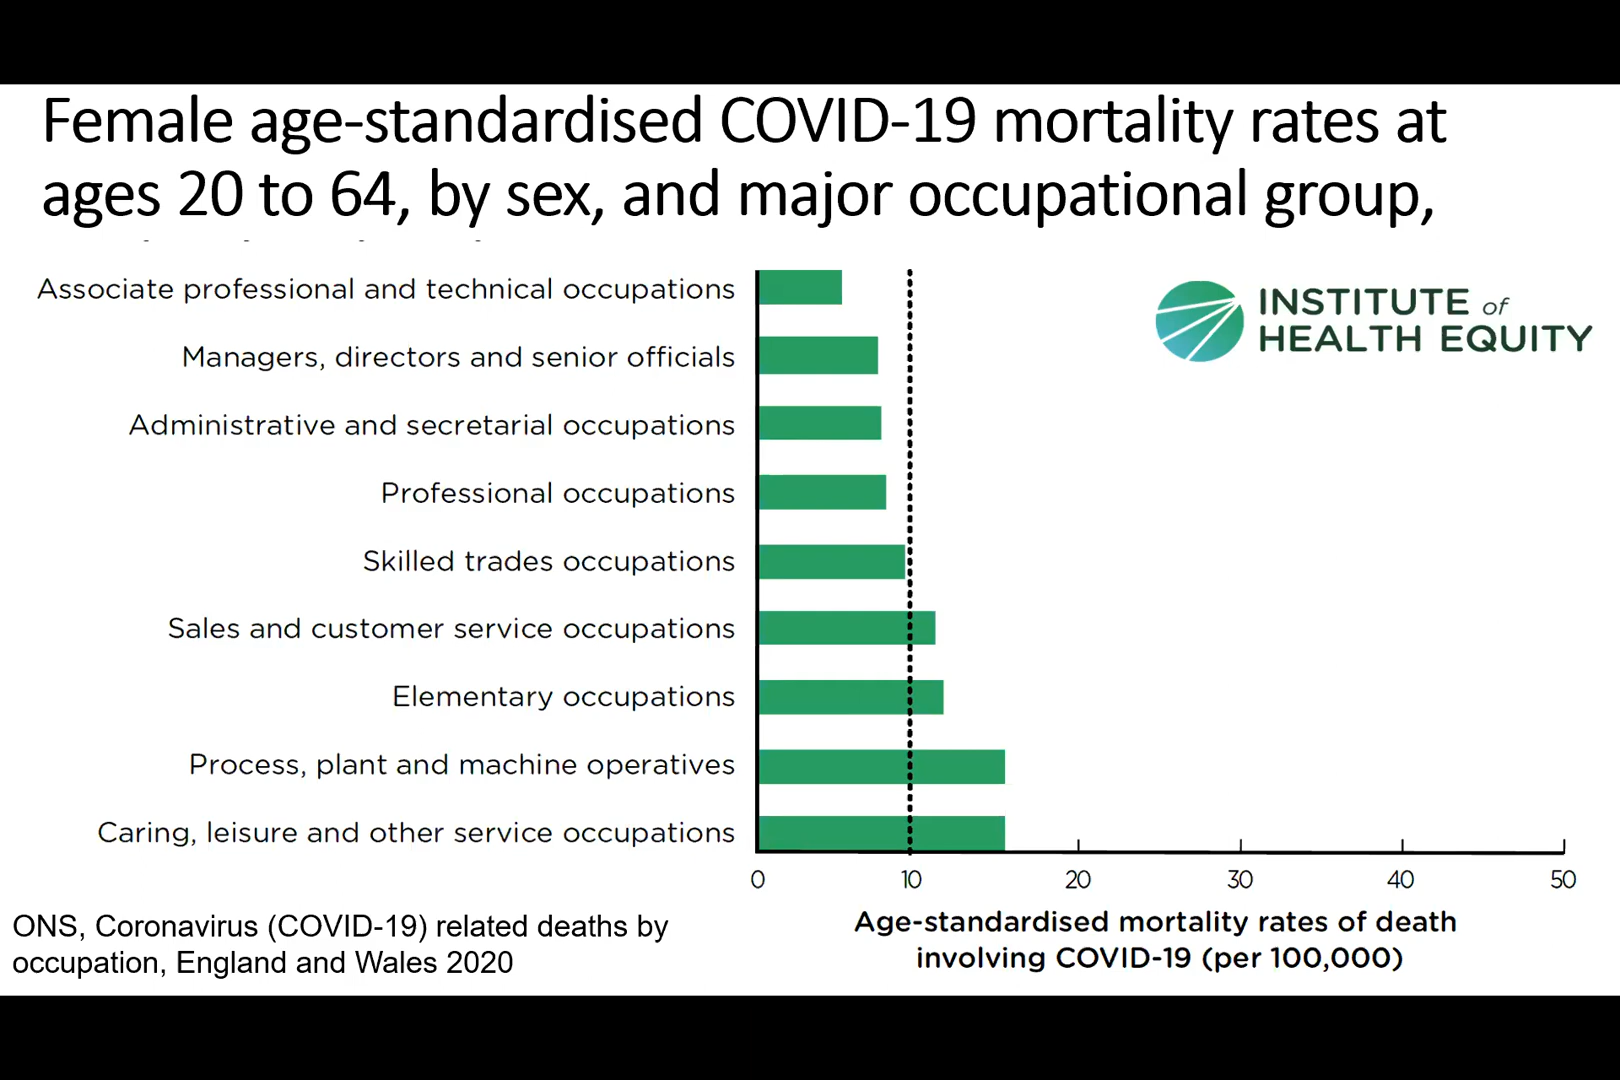 Female age-standardised COVID-19 mortality rates at
ages 20 to 64, by sex, and major occupational group,
INSTITUTE of
HEALTH EQUITY
Associate professional and technical occupations
Managers, directors and senior officials
Administrative and secretarial occupations
Professional occupations
Skilled trades occupations
Sales and customer service occupations
Elementary occupations
Process, plant and machine operatives
Caring, leisure and other service occupations
0 10 20 30 40 50
Age-standardised mortality rates of death
involving COVID-19 (per 100,000)
ONS, Coronavirus (COVID-19) related deaths by
occupation, England and Wales 2020